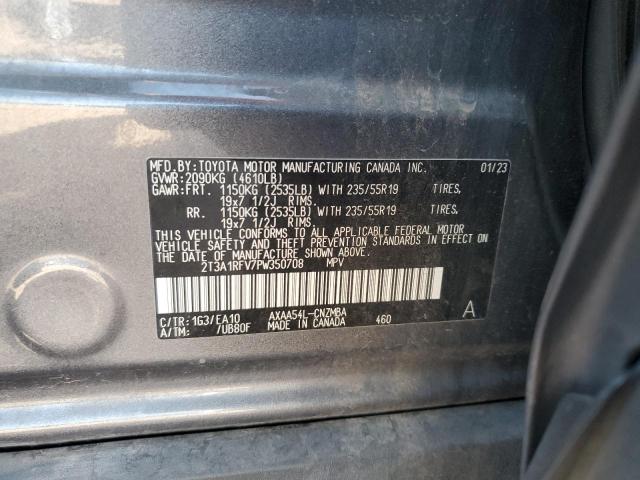 MFD. BY: TOYOTA MOTOR MANUFACTURING CANADA INC. 01/23
GVWR: 2090KG (4610LB)
GAWR: FRT. 1150KG (2535LB) WITH 235/55R19 TIRES,
19x7 1/2J RIMS.
RR. 1150KG (2535LB) WITH 235/55R19 TIRES,
19x7 1/2J RIMS.
THIS VEHICLE CONFORMS TO ALL APPLICABLE FEDERAL MOTOR
VEHICLE SAFETY AND THEFT PREVENTION STANDARDS IN EFFECT ON
THE DATE OF MANUFACTURE SHOWN ABOVE.
2T3A1RFV7PW350708 MPV
C/TR: 1G3/EA10 AXAA54L-CNZMBA
A/TM: /UB80F MADE IN CANADA 460 A